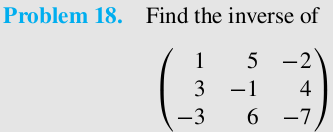 Problem 18. Find the inverse of
1 5 −2
3 −1 4
−3 6 −7